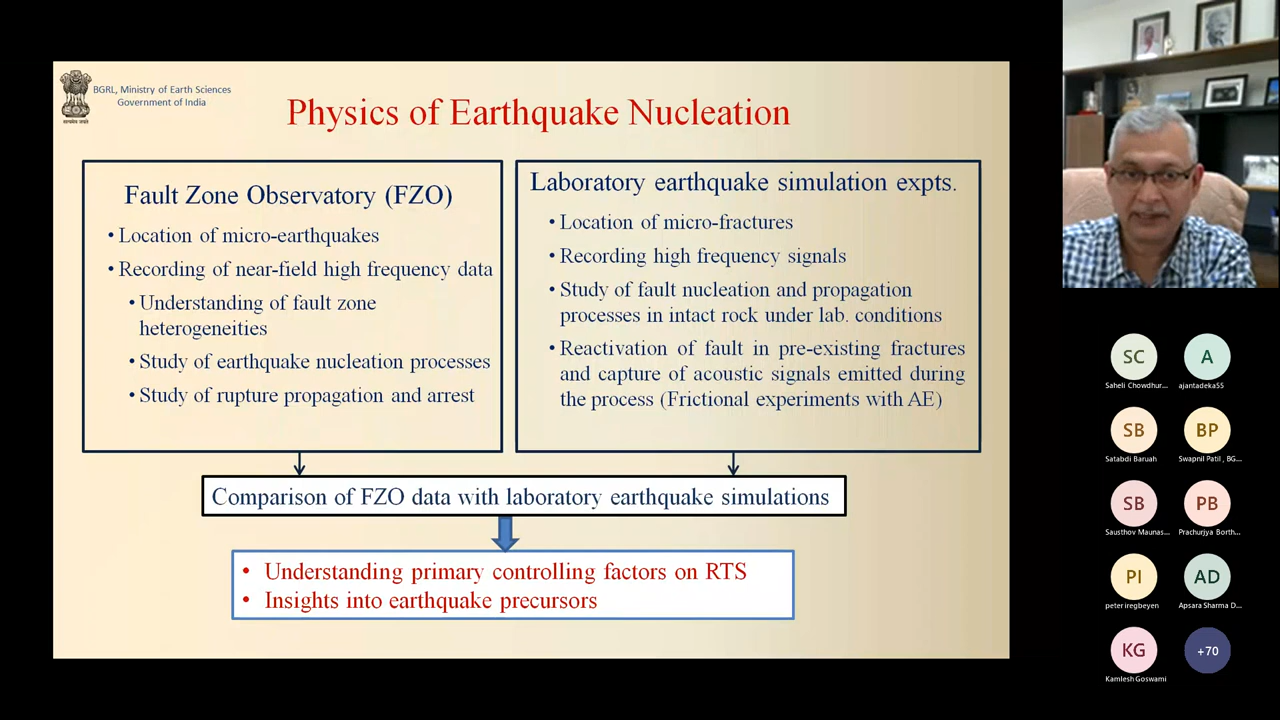 BGRL, Ministry of Earth Sciences
Government of India
Physics of Earthquake Nucleation
Fault Zone Observatory (FZO)
• Location of micro-earthquakes
• Recording of near-field high frequency data
• Understanding of fault zone
heterogeneities
• Study of earthquake nucleation processes
• Study of rupture propagation and arrest
Laboratory earthquake simulation expts.
• Location of micro-fractures
• Recording high frequency signals
• Study of fault nucleation and propagation
processes in intact rock under lab. conditions
• Reactivation of fault in pre-existing fractures
and capture of acoustic signals emitted during
the process (Frictional experiments with AE)
Comparison of FZO data with laboratory earthquake simulations
• Understanding primary controlling factors on RTS
• Insights into earthquake precursors
SC
Saheli Chowdhur...
A
ajantadeka55
SB
Satabdi Baruah
BP
Swapnil Patil , BG...
SB
Sausthov Maunas...
PB
Prachurjya Borth...
PI
peter iregbeyen
AD
Apsara Sharma D...
KG
Kamlesh Goswami
+70